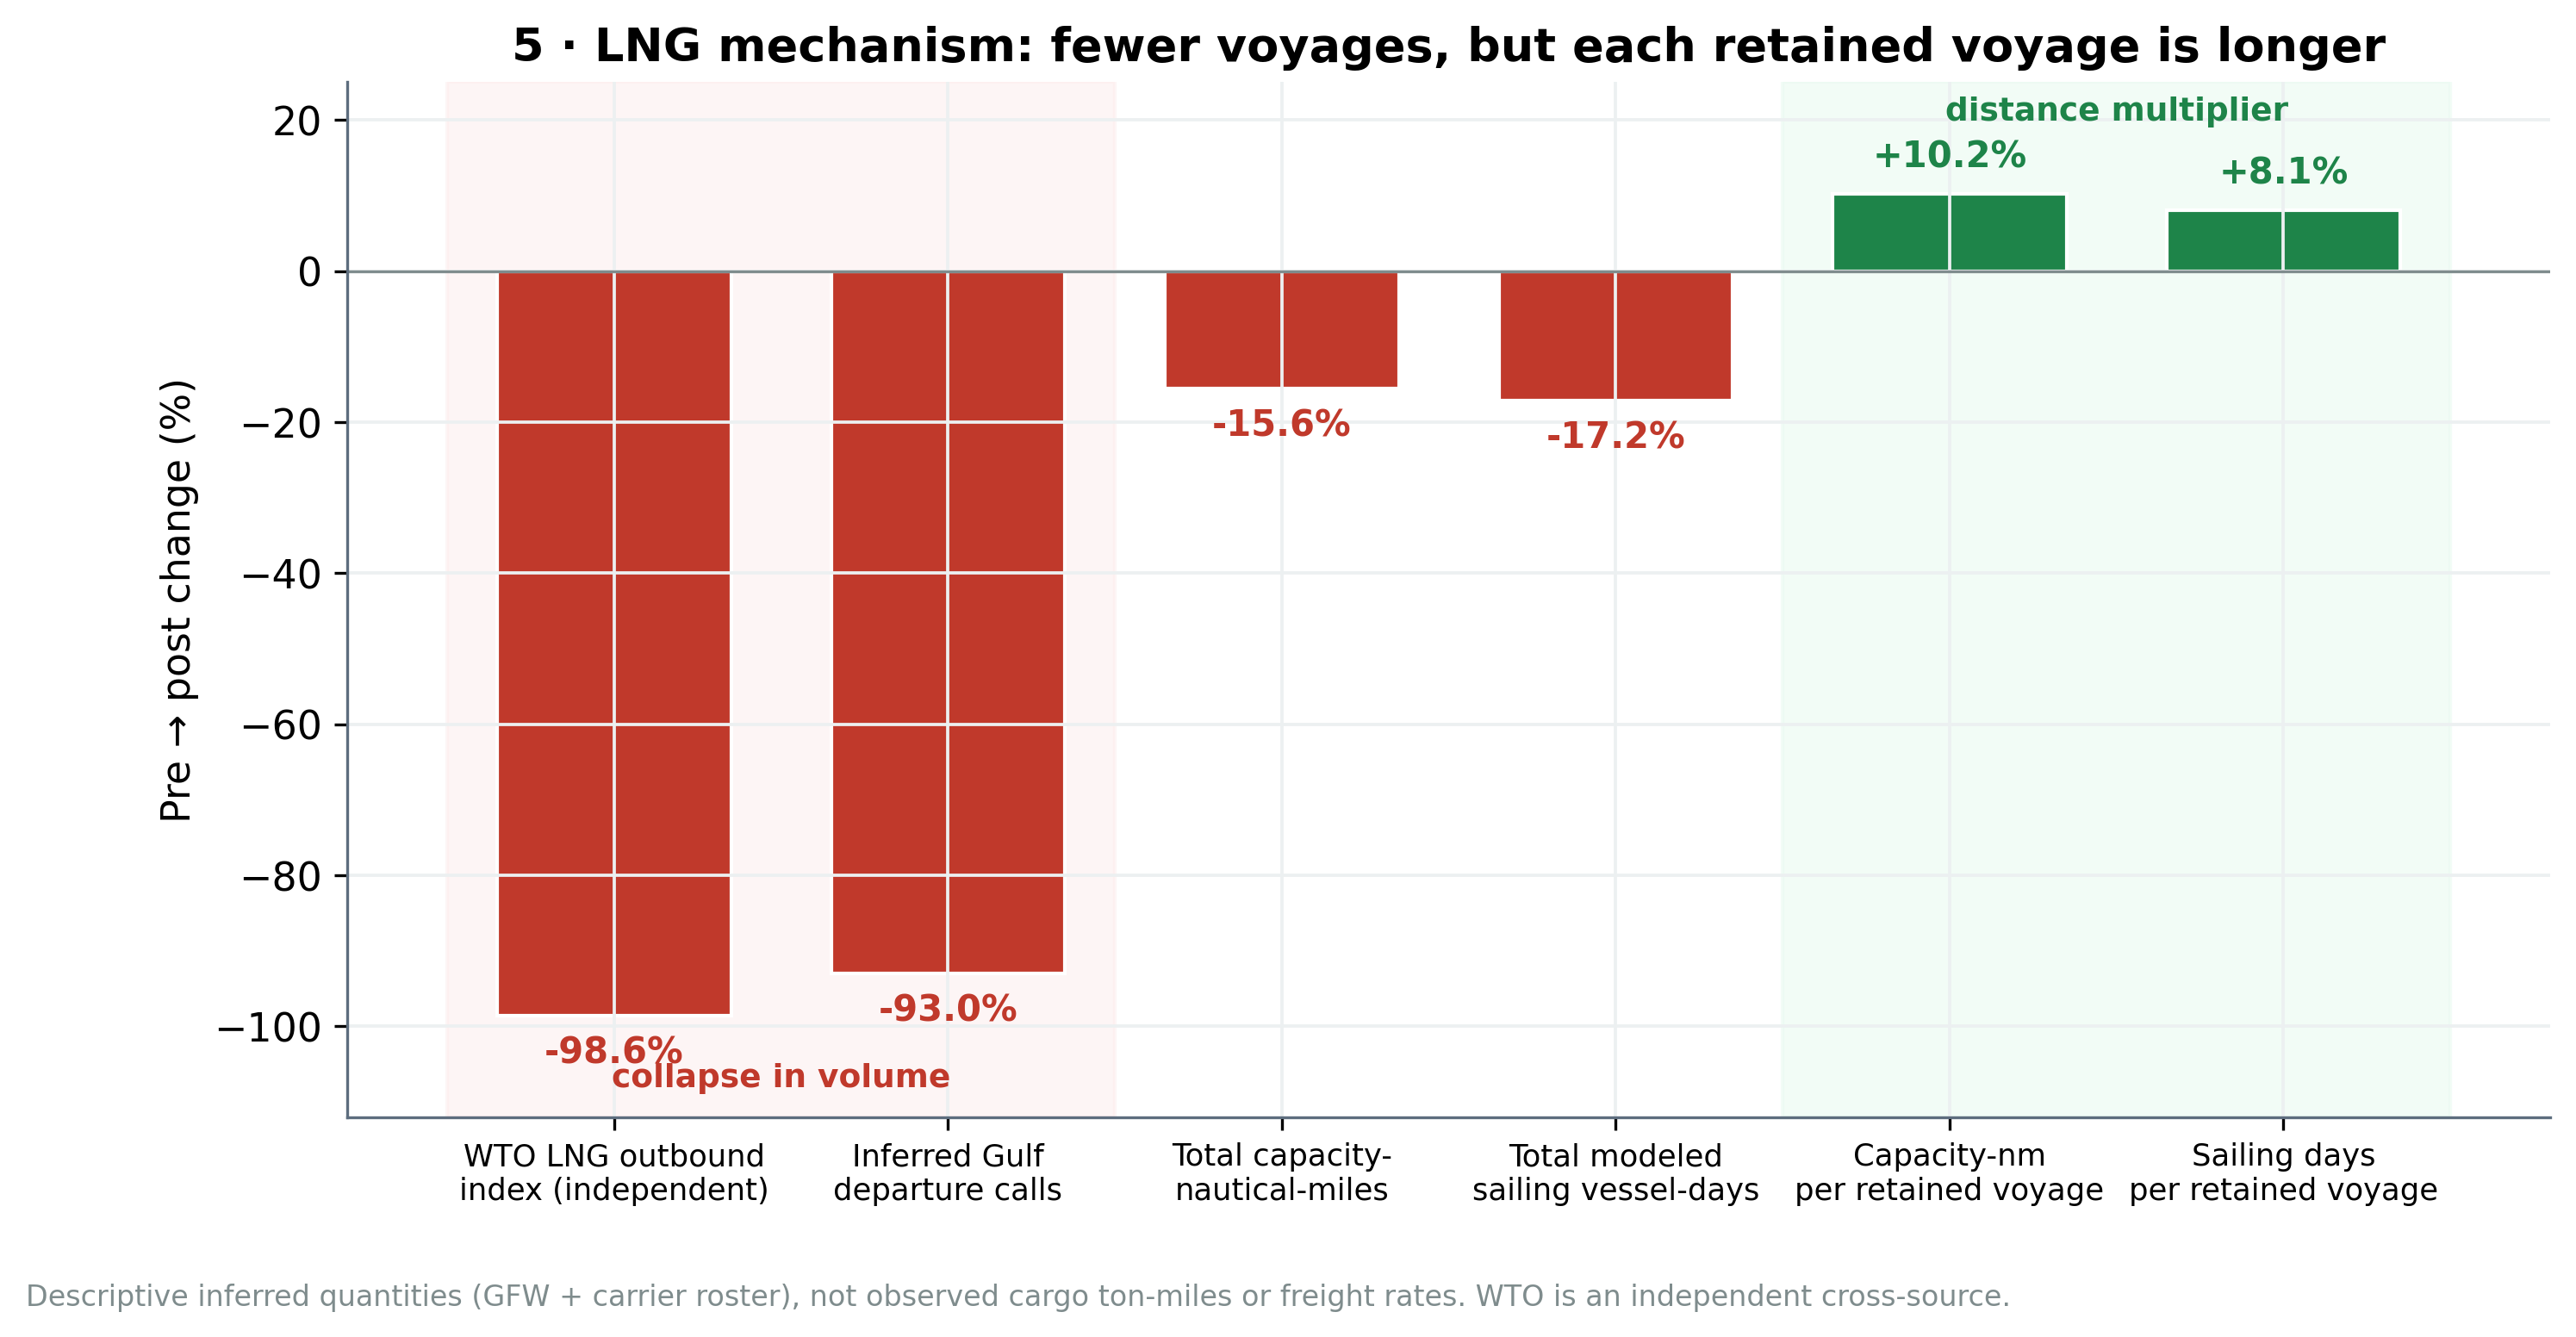 5 · LNG mechanism: fewer voyages, but each retained voyage is longer
Pre → post change (%)
20
0
−20
−40
−60
−80
−100
distance multiplier
+10.2%
+8.1%
-15.6%
-17.2%
-93.0%
-98.6%
collapse in volume
WTO LNG outbound
index (independent)
Inferred Gulf
departure calls
Total capacity-
nautical-miles
Total modeled
sailing vessel-days
Capacity-nm
per retained voyage
Sailing days
per retained voyage
Descriptive inferred quantities (GFW + carrier roster), not observed cargo ton-miles or freight rates. WTO is an independent cross-source.